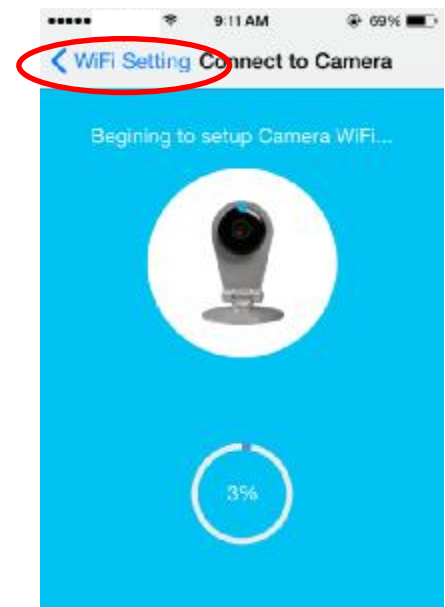 9:11 AM 69%
WiFi Setting Connect to Camera
Begining to setup Camera WiFi...
3%